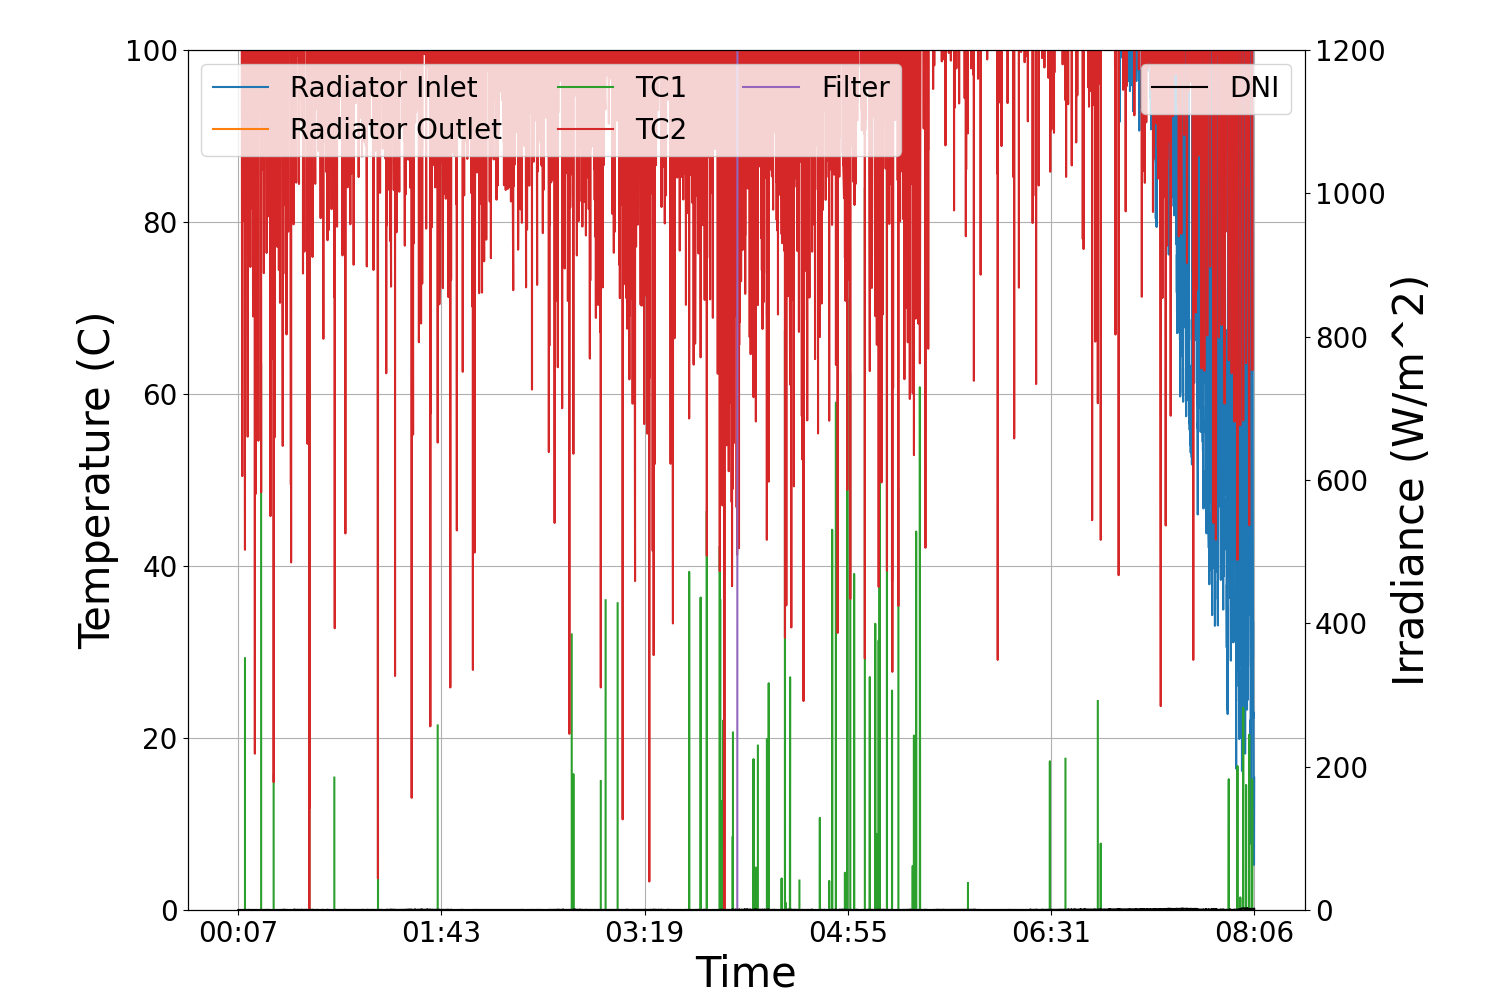 Radiator Inlet
Radiator Outlet
TC1
TC2
Filter
DNI
100
80
60
40
20
0
Temperature (C)
1200
1000
800
600
400
200
0
Irradiance (W/m^2)
00:07 01:43 03:19 04:55 06:31 08:06
Time